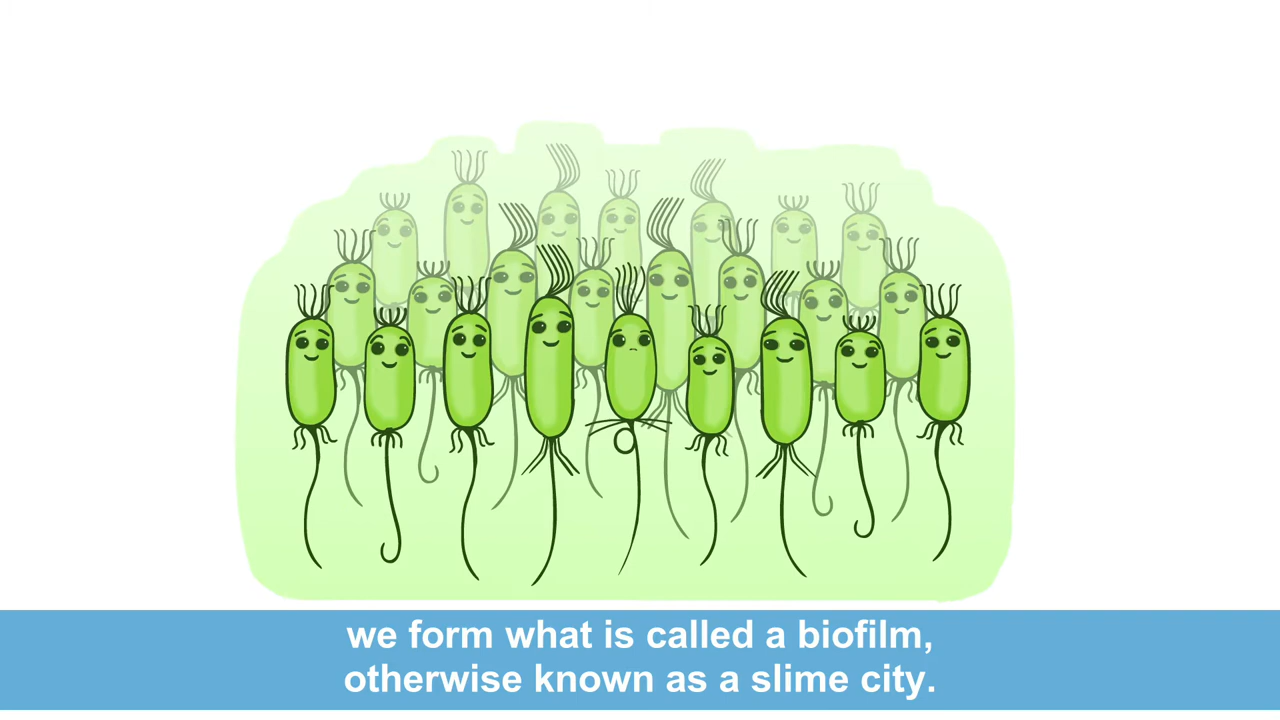 we form what is called a biofilm,
otherwise known as a slime city.